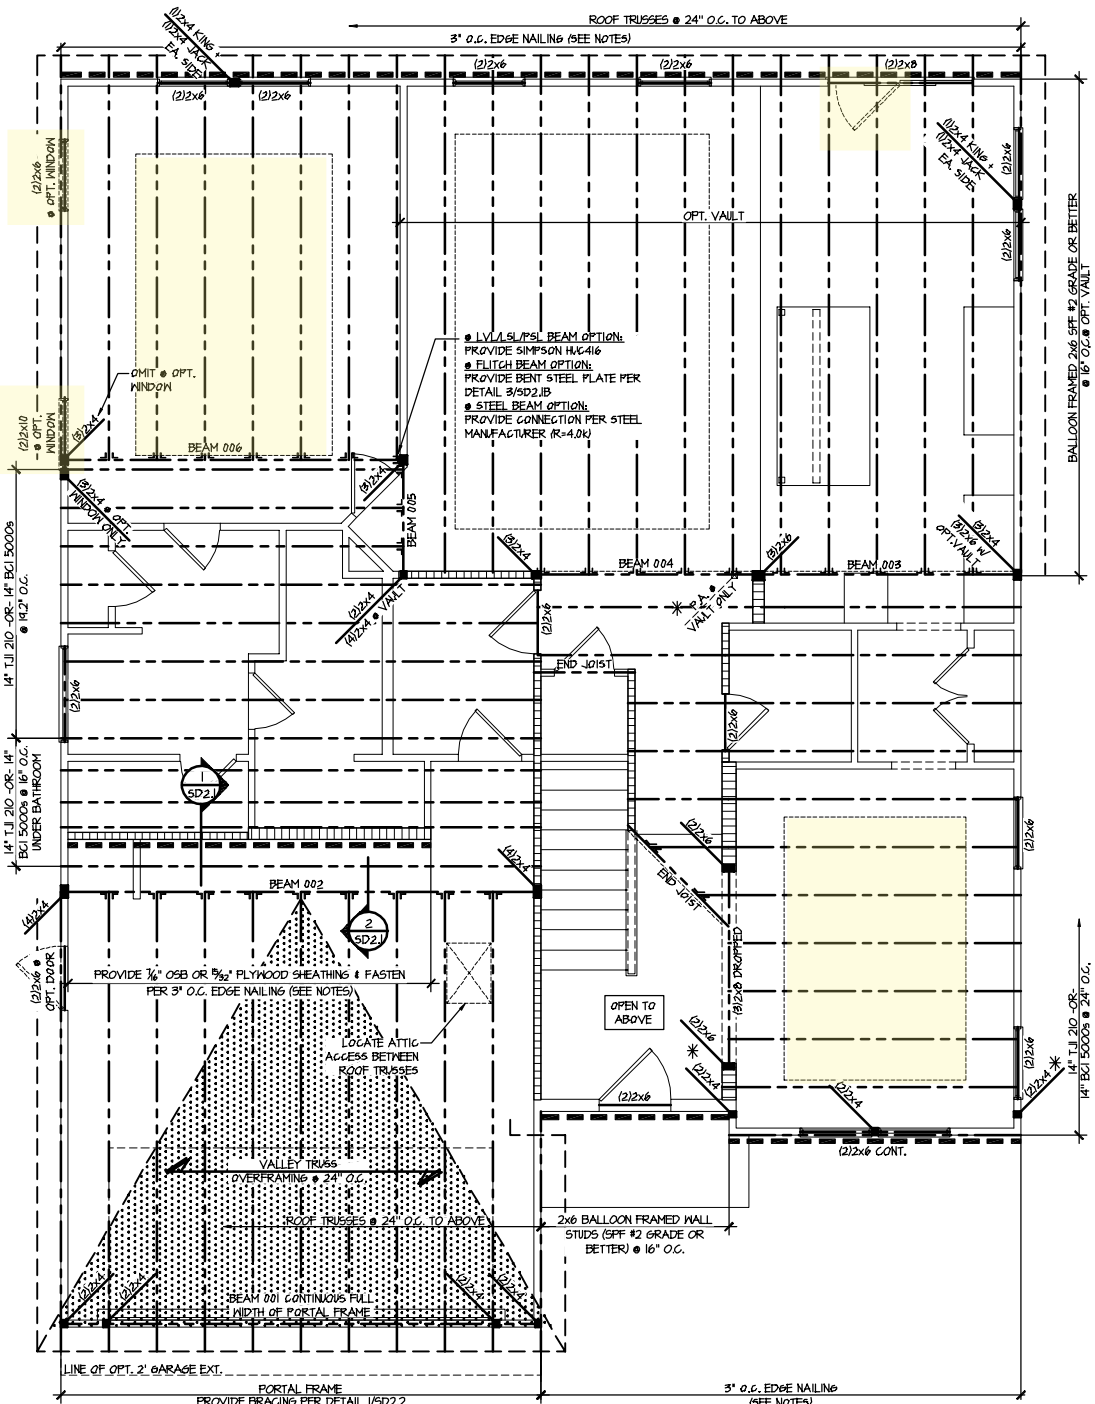 ROOF TRUSSES @ 24" O.C. TO ABOVE
3" O.C. EDGE NAILING (SEE NOTES)
(1)2x4 KING +
(1)2x4 JACK
EA. SIDE
(2)2x6
(2)2x6
(2)2x6
(2)2x6
(2)2x8
(2)2x6
@ OPT. WINDOW
(1)2x4 KING +
(1)2x4 JACK
EA. SIDE
(2)2x6
(2)2x6
OPT. VAULT
BALLOON FRAMED 2x6 SPF #2 GRADE OR BETTER
@ 16" O.C. @ OPT. VAULT
@ LVL/LSL/PSL BEAM OPTION:
PROVIDE SIMPSON HUC416
@ FLITCH BEAM OPTION:
PROVIDE BENT STEEL PLATE PER
DETAIL 3/SD2.1B
@ STEEL BEAM OPTION:
PROVIDE CONNECTION PER STEEL
MANUFACTURER (R=4.0k)
OMIT @ OPT.
WINDOW
(2)2x10
@ OPT.
WINDOW
(3)2x4
BEAM 006
(3)2x4
(3)2x4 @ OPT.
WINDOW ONLY
BEAM 005
(3)2x4
BEAM 004
(3)2x6
BEAM 003
(3)2x4
(3)2x6 W/
OPT.VAULT
14" TJI 210 -OR- 14" BCI 5000s
@ 19.2" O.C.
(2)2x4
(4)2x4 @ VAULT
(2)2x6
P.A. @
VAULT ONLY
END JOIST
(2)2x6
(2)2x6
14" TJI 210 -OR- 14"
BCI 5000s @ 16" O.C.
UNDER BATHROOM
1
SD2.1
(2)2x6
(2)2x6
(4)2x4
END JOIST
BEAM 002
(4)2x4
2
SD2.1
(3)2x8 DROPPED
(2)2x6 @
OPT. DOOR
PROVIDE 7/16" OSB OR 15/32" PLYWOOD SHEATHING & FASTEN
PER 3" O.C. EDGE NAILING (SEE NOTES)
OPEN TO
ABOVE
LOCATE ATTIC
ACCESS BETWEEN
ROOF TRUSSES
(2)2x6
(2)2x4
(2)2x6
(2)2x4
(2)2x6
(2)2x4
14" TJI 210 -OR-
14" BCI 5000s @ 24" O.C.
(2)2x6 CONT.
VALLEY TRUSS
OVERFRAMING @ 24" O.C.
ROOF TRUSSES @ 24" O.C. TO ABOVE
2x6 BALLOON FRAMED WALL
STUDS (SPF #2 GRADE OR
BETTER) @ 16" O.C.
(2)2x4
(2)2x4
(2)2x4
(2)2x4
BEAM 001 CONTINUOUS FULL
WIDTH OF PORTAL FRAME
LINE OF OPT. 2' GARAGE EXT.
PORTAL FRAME
PROVIDE BRACING PER DETAIL 1/SD2.2
3" O.C. EDGE NAILING
(SEE NOTES)